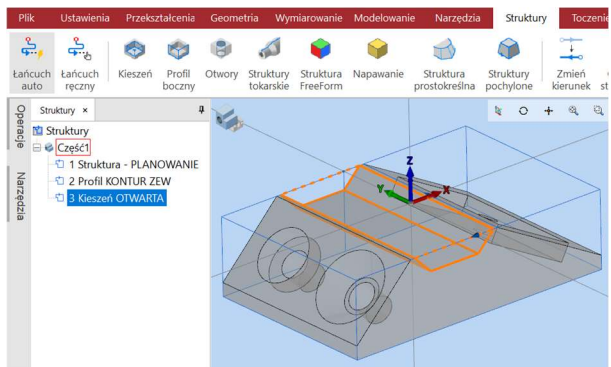 Plik Ustawienia Przekształcenia Geometria Wymiarowanie Modelowanie Narzędzia Struktury Toczenie
Łańcuch auto
Łańcuch ręczny
Kieszeń
Profil boczny
Otwory
Struktury tokarskie
Struktura FreeForm
Napawanie
Struktura prostokreślna
Struktury pochylone
Zmień kierunek
Operacje
Narzędzia
Struktury ×
Struktury
Część1
1 Struktura - PLANOWANIE
2 Profil KONTUR ZEW
3 Kieszeń OTWARTA
Z
Y
X